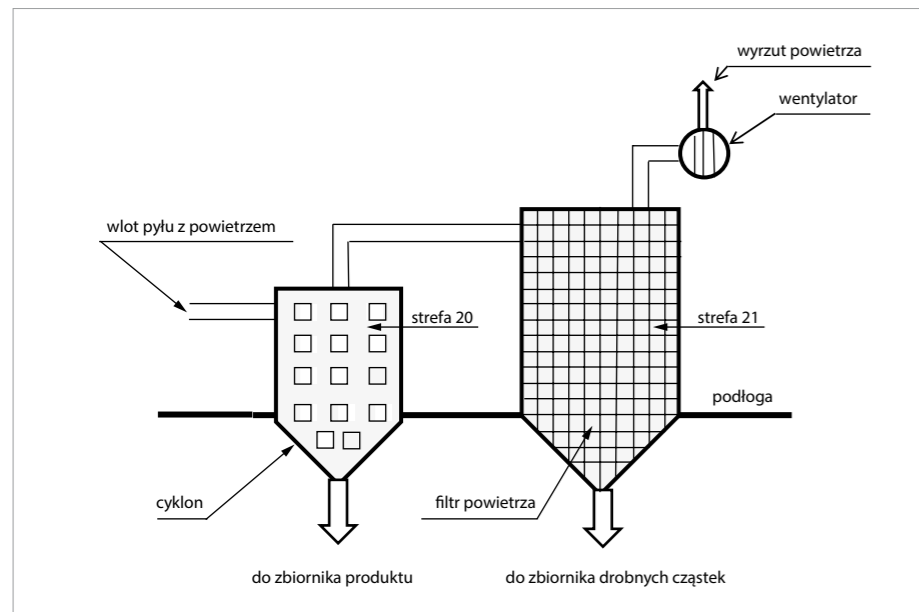 wyrzut powietrza
wentylator
wlot pyłu z powietrzem
strefa 20
strefa 21
podłoga
cyklon
filtr powietrza
do zbiornika produktu
do zbiornika drobnych cząstek